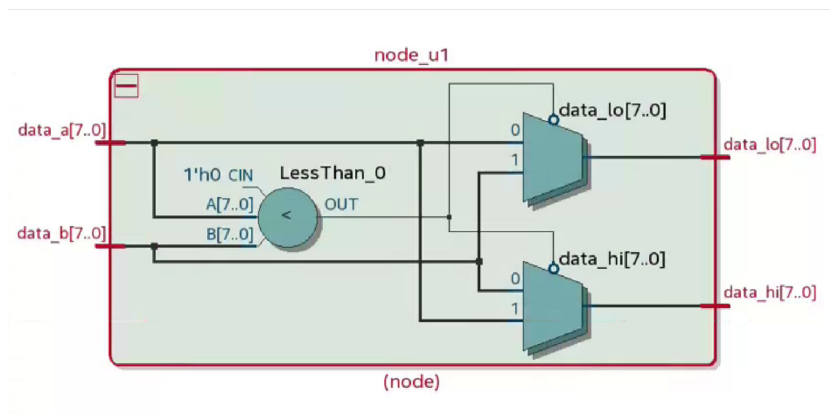 node_u1
data_lo[7..0]
data_a[7..0]
0
data_lo[7..0]
1
1'h0 CIN
LessThan_0
A[7..0]
OUT
<
data_b[7..0]
B[7..0]
data_hi[7..0]
0
data_hi[7..0]
1
(node)